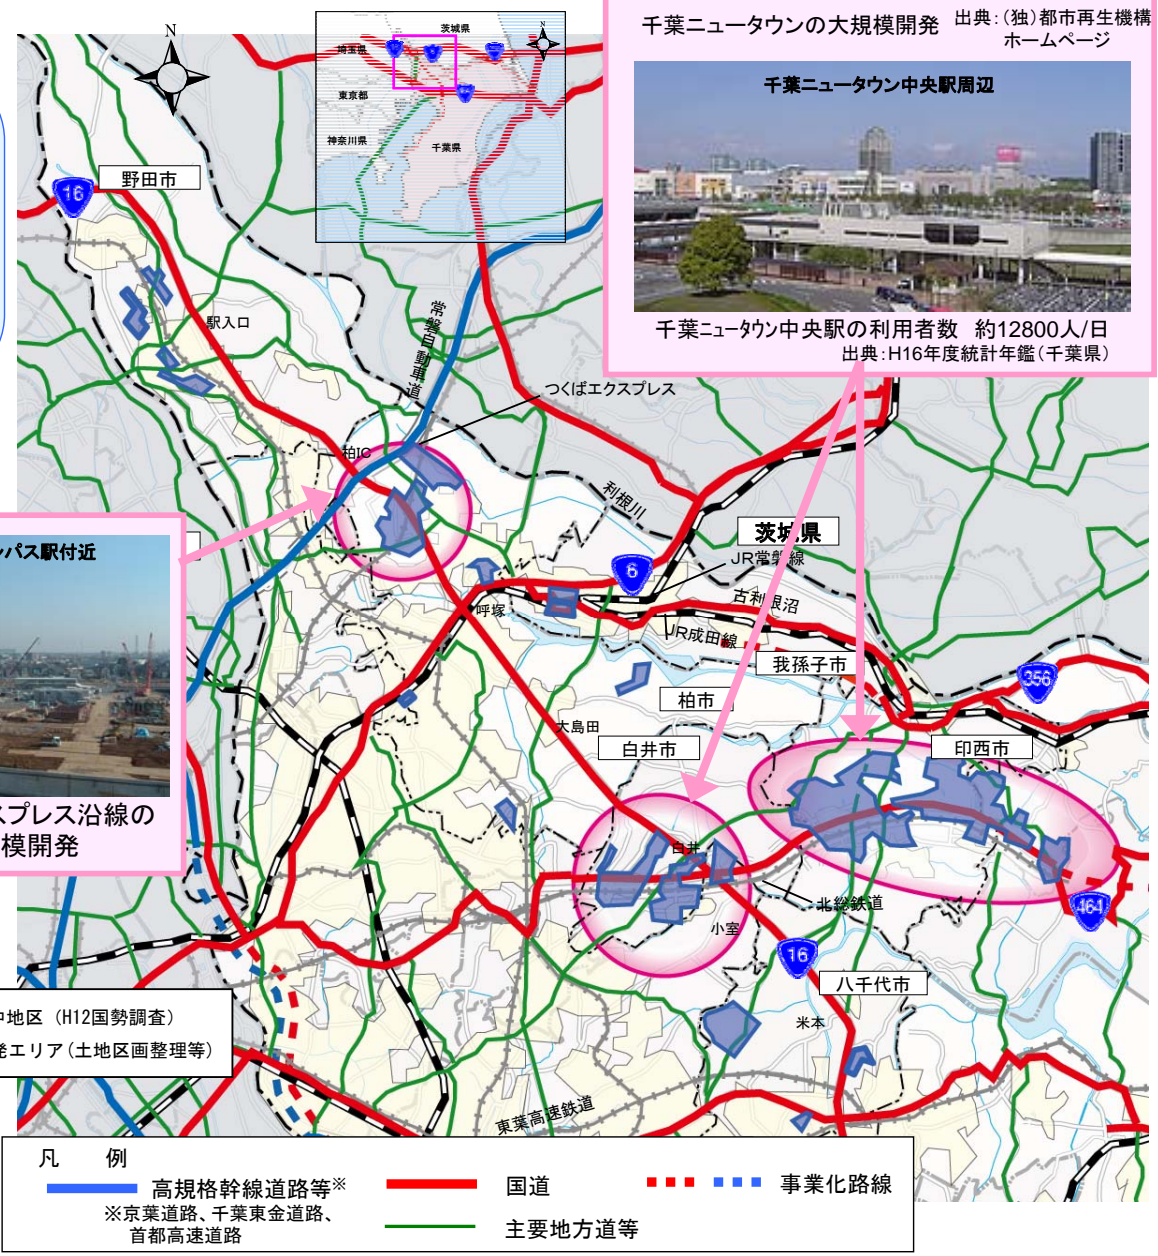 千葉ニュータウンの大規模開発
出典：(独)都市再生機構
ホームページ
千葉ニュータウン中央駅周辺
千葉ニュータウン中央駅の利用者数 約12800人/日
出典：H16年度統計年鑑(千葉県)
N
茨城県
埼玉県
東京都
神奈川県
千葉県
N
16
野田市
駅入口
常磐自動車道
つくばエクスプレス
柏IC
利根川
茨城県
6
JR常磐線
呼塚
古利根沼
JR成田線
我孫子市
356
柏市
大島田
白井市
印西市
パス駅付近
スプレス沿線の
模開発
白井
北総鉄道
464
小室
16
八千代市
米本
中地区 (H12国勢調査)
発エリア(土地区画整理等)
東葉高速鉄道
凡 例
高規格幹線道路等※
※京葉道路、千葉東金道路、
首都高速道路
国道
主要地方道等
事業化路線